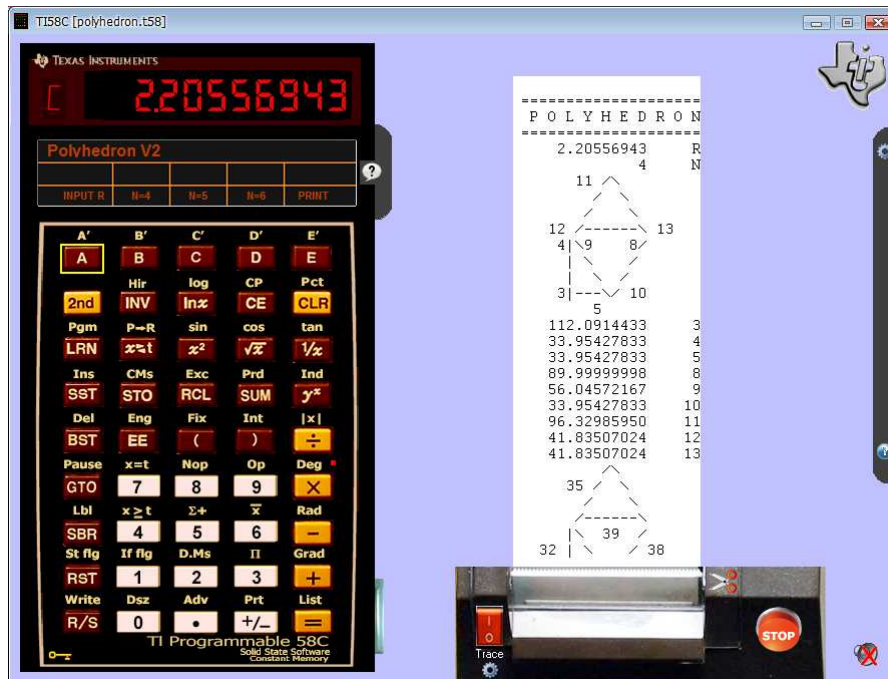 TI58C [polyhedron.t58]
TEXAS INSTRUMENTS
C 2.20556943
Polyhedron V2
INPUT R N=4 N=5 N=6 PRINT
?
A' B' C' D' E'
A B C D E
Hir log CP Pct
2nd INV lnx CE CLR
Pgm P→R sin cos tan
LRN x⇄t x² √x 1/x
Ins CMs Exc Prd Ind
SST STO RCL SUM yˣ
Del Eng Fix Int |x|
BST EE ( ) ÷
Pause x=t Nop Op Deg
GTO 7 8 9 ×
Lbl x≥t Σ+ x̅ Rad
SBR 4 5 6 −
St flg If flg D.Ms Π Grad
RST 1 2 3 +
Write Dsz Adv Prt List
R/S 0 • +/− =
TI Programmable 58C
Solid State Software
Constant Memory
====================
P O L Y H E D R O N
====================
2.20556943 R
4 N
11
12 13
4 9 8
3 10
5
112.0914433 3
33.95427833 4
33.95427833 5
89.99999998 8
56.04572167 9
33.95427833 10
96.32985950 11
41.83507024 12
41.83507024 13
35
39
32 38
I
O
Trace
STOP